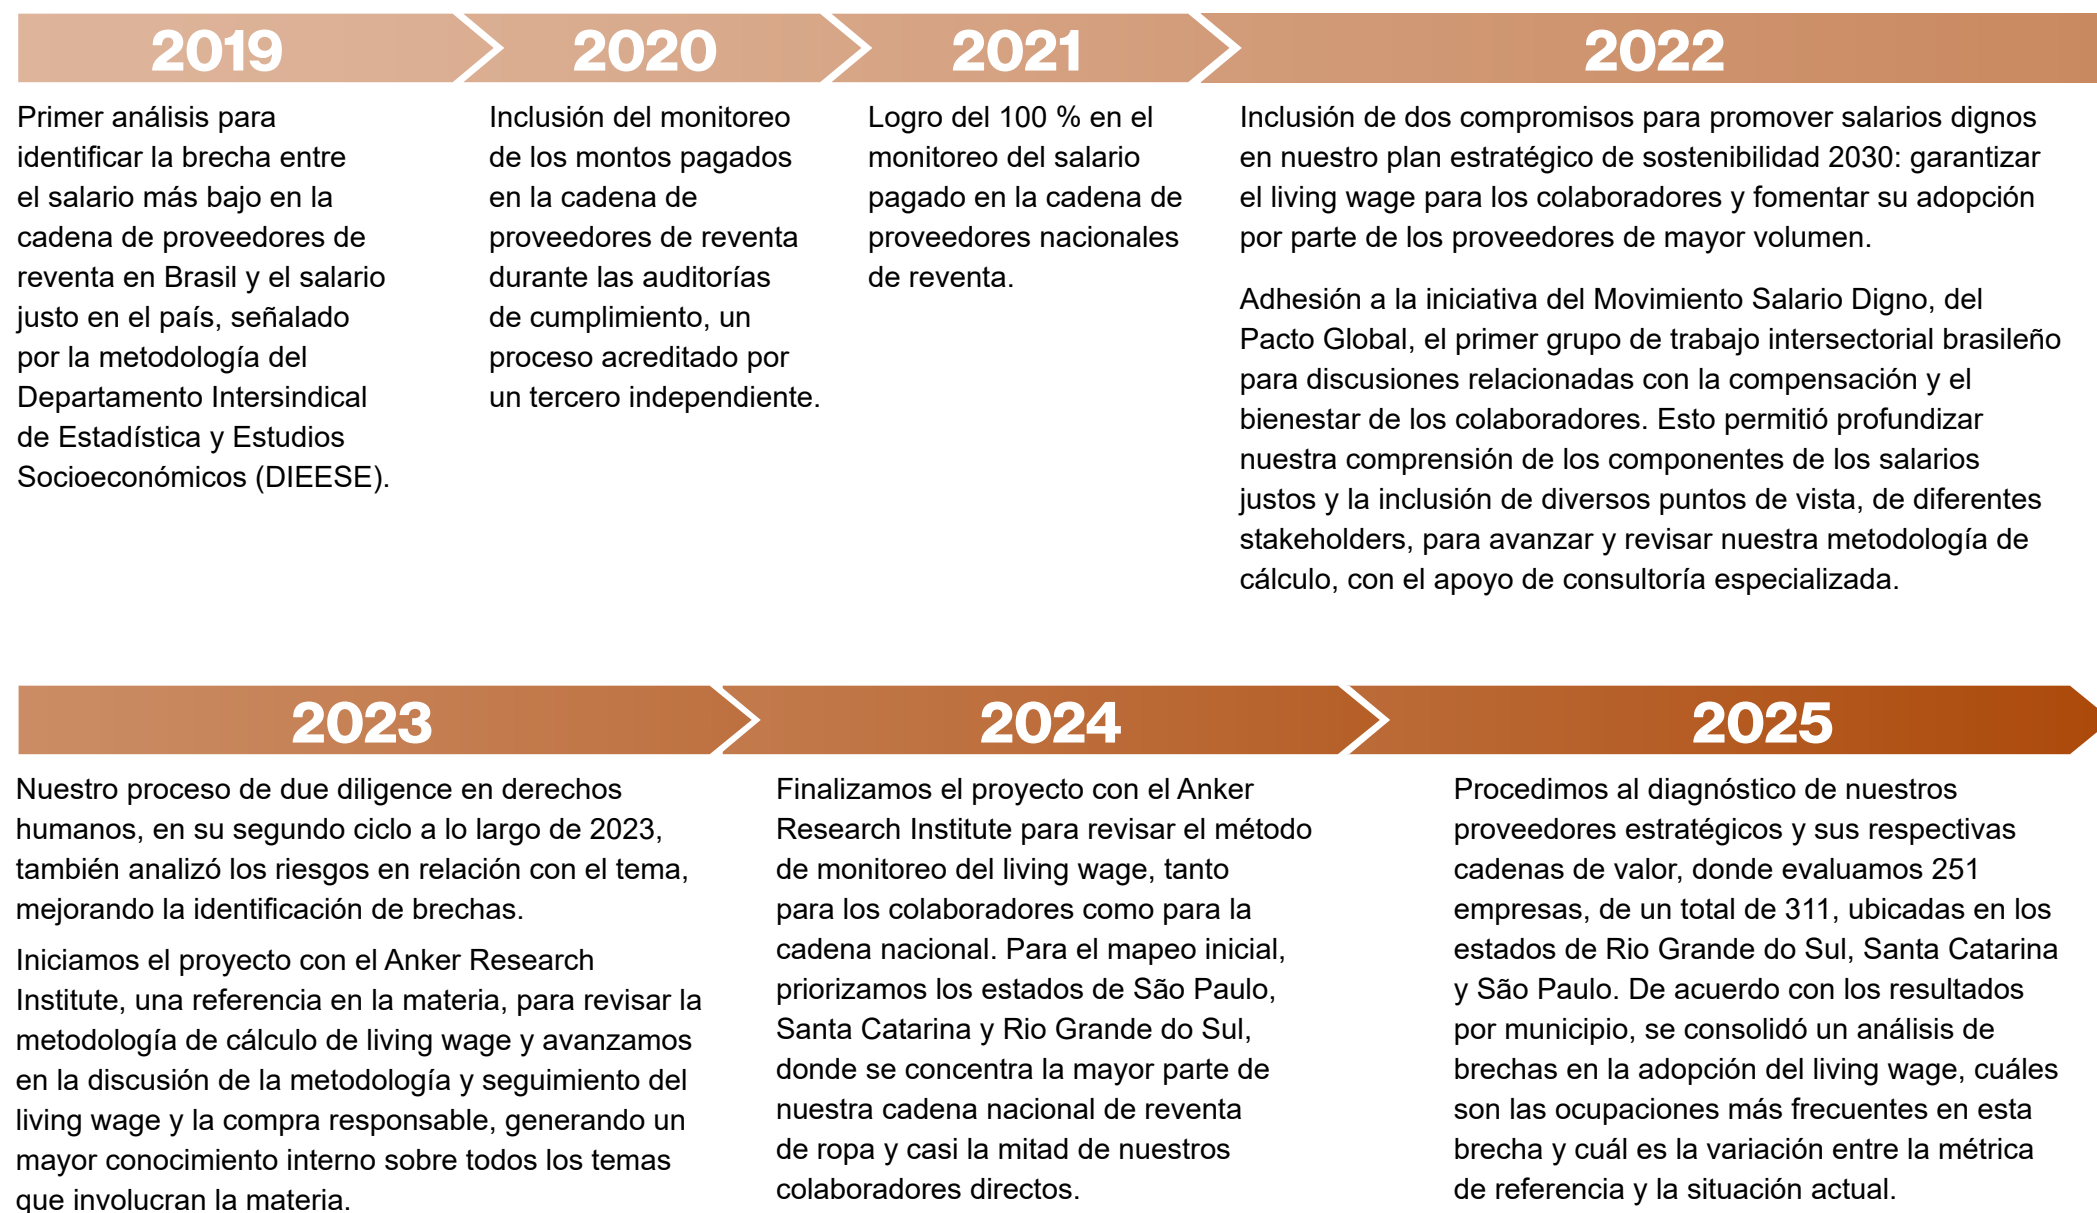 2019
Primer análisis para
identificar la brecha entre
el salario más bajo en la
cadena de proveedores de
reventa en Brasil y el salario
justo en el país, señalado
por la metodología del
Departamento Intersindical
de Estadística y Estudios
Socioeconómicos (DIEESE).
2020
Inclusión del monitoreo
de los montos pagados
en la cadena de
proveedores de reventa
durante las auditorías
de cumplimiento, un
proceso acreditado por
un tercero independiente.
2021
Logro del 100 % en el
monitoreo del salario
pagado en la cadena de
proveedores nacionales
de reventa.
2022
Inclusión de dos compromisos para promover salarios dignos
en nuestro plan estratégico de sostenibilidad 2030: garantizar
el living wage para los colaboradores y fomentar su adopción
por parte de los proveedores de mayor volumen.
Adhesión a la iniciativa del Movimiento Salario Digno, del
Pacto Global, el primer grupo de trabajo intersectorial brasileño
para discusiones relacionadas con la compensación y el
bienestar de los colaboradores. Esto permitió profundizar
nuestra comprensión de los componentes de los salarios
justos y la inclusión de diversos puntos de vista, de diferentes
stakeholders, para avanzar y revisar nuestra metodología de
cálculo, con el apoyo de consultoría especializada.
2023
Nuestro proceso de due diligence en derechos
humanos, en su segundo ciclo a lo largo de 2023,
también analizó los riesgos en relación con el tema,
mejorando la identificación de brechas.
Iniciamos el proyecto con el Anker Research
Institute, una referencia en la materia, para revisar la
metodología de cálculo de living wage y avanzamos
en la discusión de la metodología y seguimiento del
living wage y la compra responsable, generando un
mayor conocimiento interno sobre todos los temas
que involucran la materia.
2024
Finalizamos el proyecto con el Anker
Research Institute para revisar el método
de monitoreo del living wage, tanto
para los colaboradores como para la
cadena nacional. Para el mapeo inicial,
priorizamos los estados de São Paulo,
Santa Catarina y Rio Grande do Sul,
donde se concentra la mayor parte de
nuestra cadena nacional de reventa
de ropa y casi la mitad de nuestros
colaboradores directos.
2025
Procedimos al diagnóstico de nuestros
proveedores estratégicos y sus respectivas
cadenas de valor, donde evaluamos 251
empresas, de un total de 311, ubicadas en los
estados de Rio Grande do Sul, Santa Catarina
y São Paulo. De acuerdo con los resultados
por municipio, se consolidó un análisis de
brechas en la adopción del living wage, cuáles
son las ocupaciones más frecuentes en esta
brecha y cuál es la variación entre la métrica
de referencia y la situación actual.